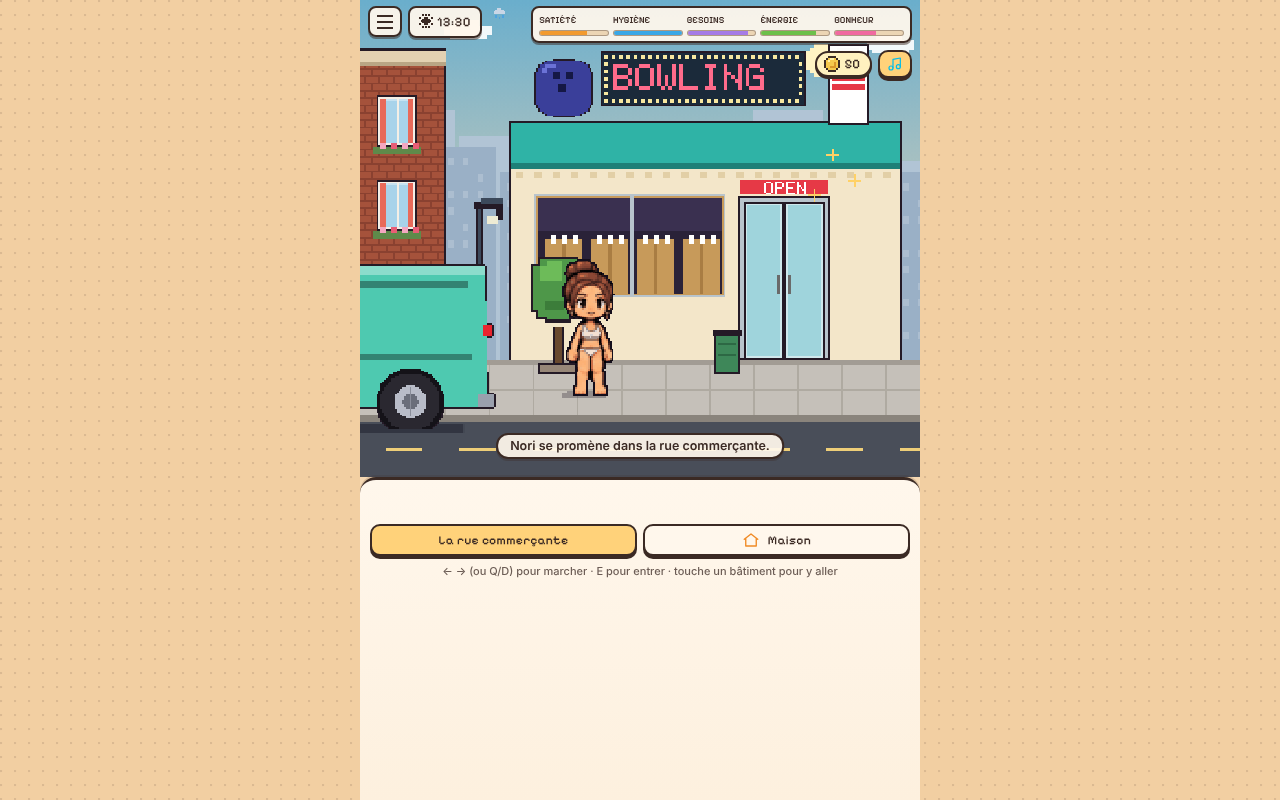 13:30
SATIÉTÉ
HYGIÈNE
BESOINS
ÉNERGIE
BONHEUR
80
BOWLING
OPEN
Nori se promène dans la rue commerçante.
La rue commerçante
Maison
← → (ou Q/D) pour marcher · E pour entrer · touche un bâtiment pour y aller